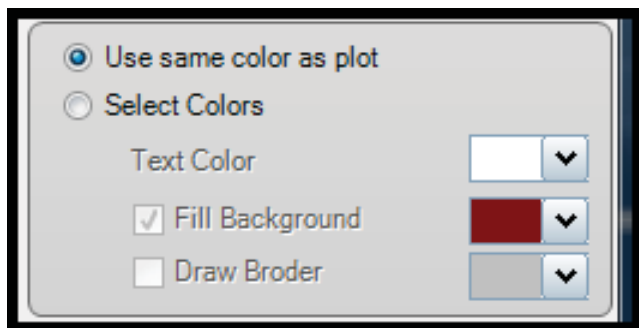 Use same color as plot
Select Colors
Text Color
Fill Background
Draw Broder